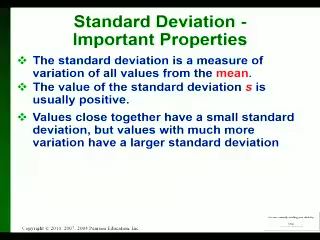 Standard Deviation -
Important Properties
The standard deviation is a measure of
variation of all values from the mean.
The value of the standard deviation s is
usually positive.
Values close together have a small standard
deviation, but values with much more
variation have a larger standard deviation
Copyright © 2010, 2007, 2004 Pearson Education, Inc.